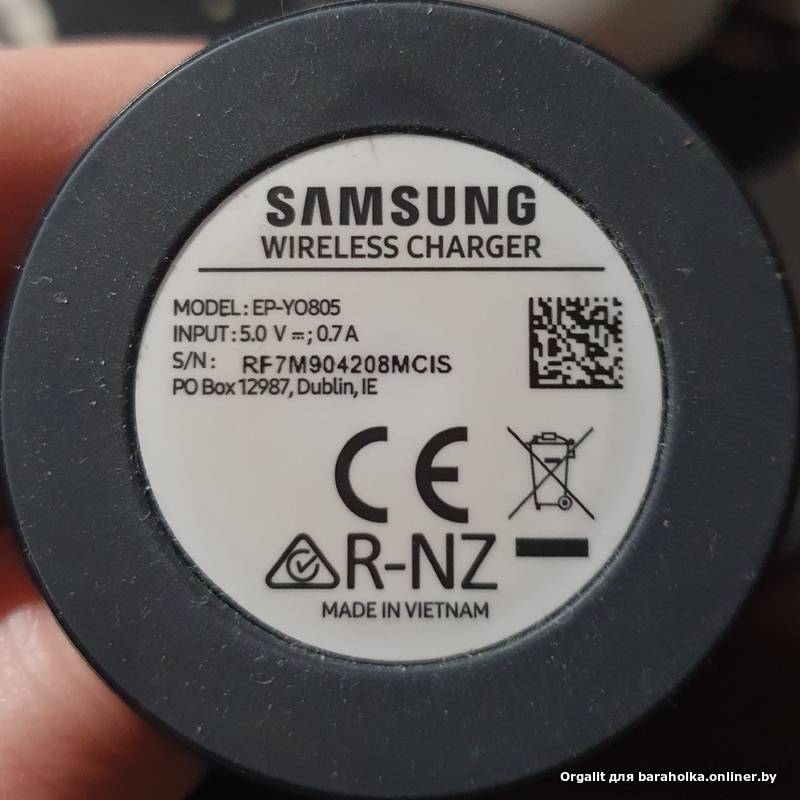 SAMSUNG
WIRELESS CHARGER
MODEL: EP-YO805
INPUT: 5.0 V ⎓; 0.7 A
S/N: RF7M904208MCIS
PO Box 12987, Dublin, IE
CE
R-NZ
MADE IN VIETNAM
Orgalit для baraholka.onliner.by